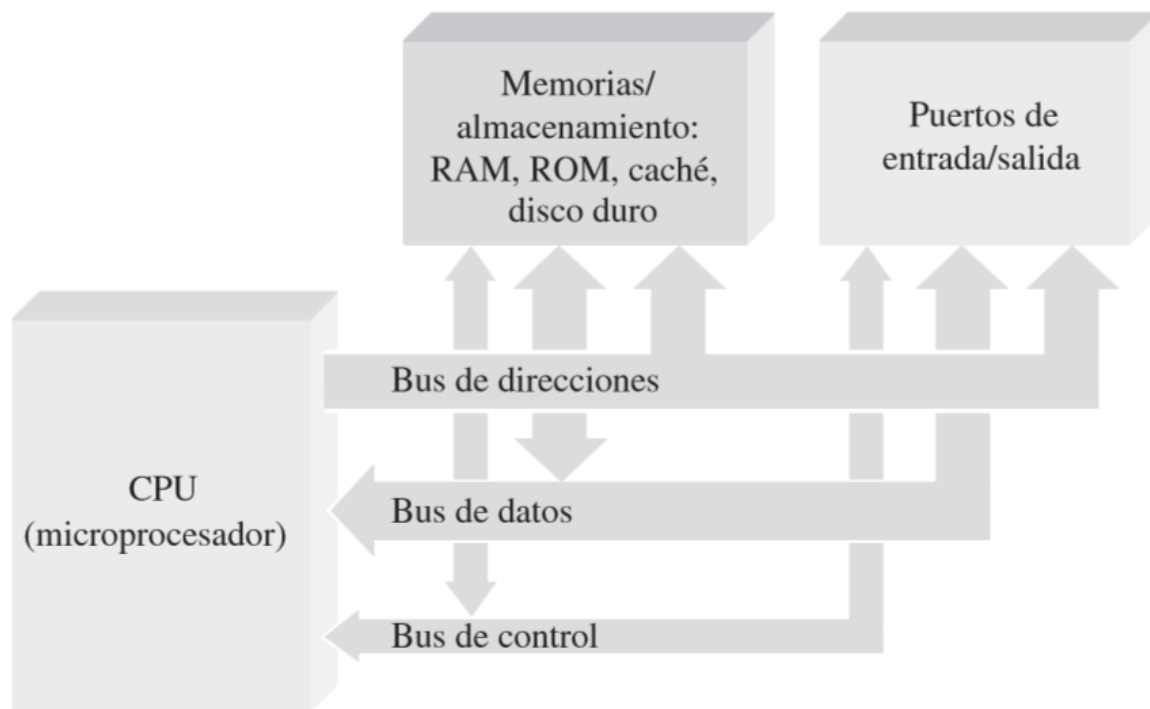 Memorias/
almacenamiento:
RAM, ROM, caché,
disco duro
Puertos de
entrada/salida
Bus de direcciones
CPU
(microprocesador)
Bus de datos
Bus de control